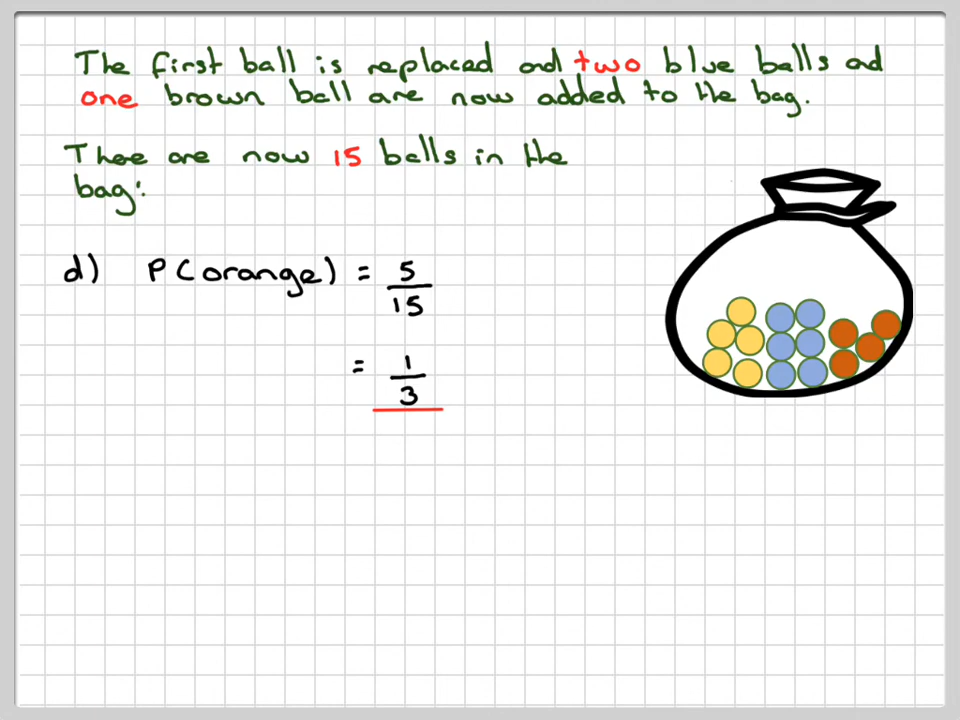 The first ball is replaced and two blue balls and
one brown ball are now added to the bag.
There are now 15 balls in the
bag:
d) P(orange) = 5/15
= 1/3